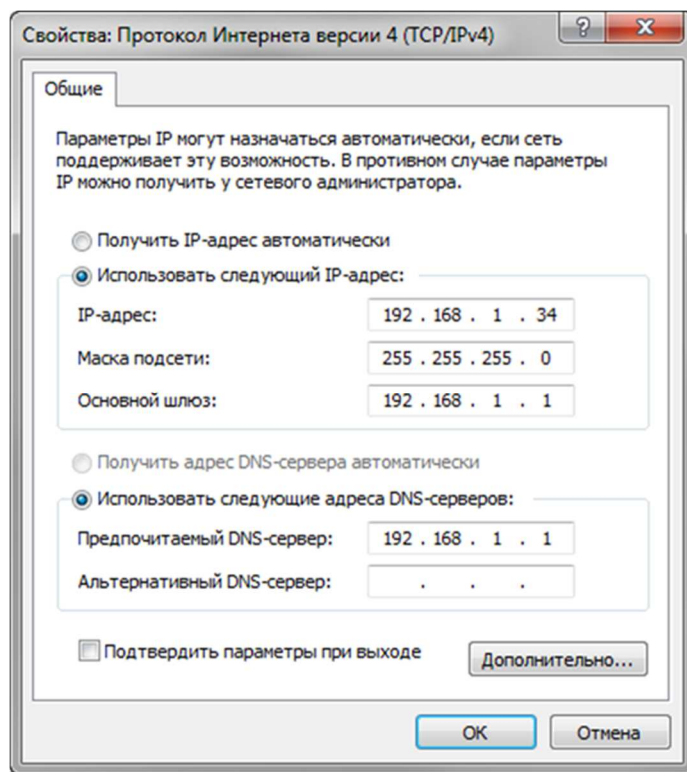 Свойства: Протокол Интернета версии 4 (TCP/IPv4)
Общие
Параметры IP могут назначаться автоматически, если сеть
поддерживает эту возможность. В противном случае параметры
IP можно получить у сетевого администратора.
Получить IP-адрес автоматически
Использовать следующий IP-адрес:
IP-адрес: 192 . 168 . 1 . 34
Маска подсети: 255 . 255 . 255 . 0
Основной шлюз: 192 . 168 . 1 . 1
Получить адрес DNS-сервера автоматически
Использовать следующие адреса DNS-серверов:
Предпочитаемый DNS-сервер: 192 . 168 . 1 . 1
Альтернативный DNS-сервер: . . .
Подтвердить параметры при выходе
Дополнительно...
ОК Отмена